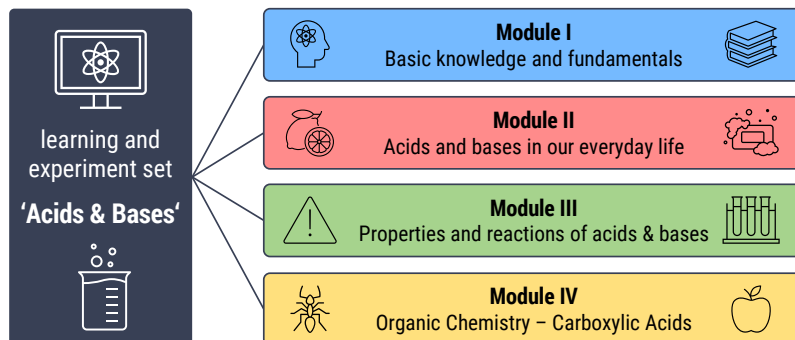 learning and
experiment set
‘Acids & Bases‘
Module I
Basic knowledge and fundamentals
Module II
Acids and bases in our everyday life
Module III
Properties and reactions of acids & bases
Module IV
Organic Chemistry – Carboxylic Acids